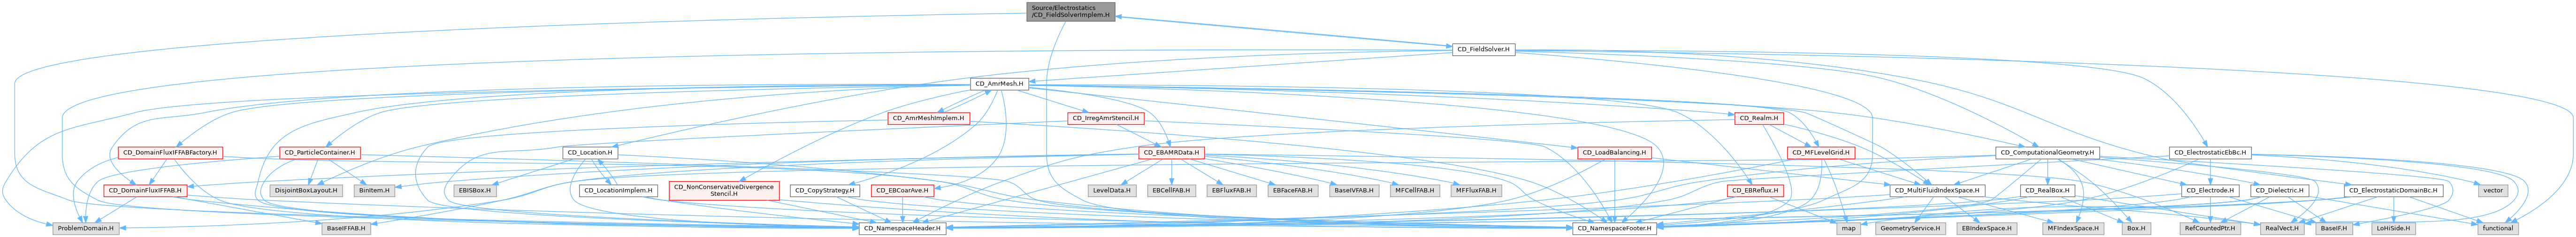 Source/Electrostatics
/CD_FieldSolverImplem.H
CD_FieldSolver.H
CD_AmrMesh.H
CD_AmrMeshImplem.H
CD_IrregAmrStencil.H
CD_Realm.H
CD_DomainFluxIFFABFactory.H
CD_ParticleContainer.H
CD_Location.H
CD_EBAMRData.H
CD_LoadBalancing.H
CD_MFLevelGrid.H
CD_ComputationalGeometry.H
CD_ElectrostaticEbBc.H
CD_DomainFluxIFFAB.H
DisjointBoxLayout.H
BinItem.H
EBISBox.H
CD_LocationImplem.H
CD_NonConservativeDivergence
Stencil.H
CD_CopyStrategy.H
CD_EBCoarAve.H
LevelData.H
EBCellFAB.H
EBFluxFAB.H
EBFaceFAB.H
BaseIVFAB.H
MFCellFAB.H
MFFluxFAB.H
CD_EBReflux.H
CD_MultiFluidIndexSpace.H
CD_RealBox.H
CD_Electrode.H
CD_Dielectric.H
CD_ElectrostaticDomainBc.H
vector
ProblemDomain.H
BaseIFFAB.H
CD_NamespaceHeader.H
CD_NamespaceFooter.H
map
GeometryService.H
EBIndexSpace.H
MFIndexSpace.H
Box.H
RefCountedPtr.H
RealVect.H
BaseIF.H
LoHiSide.H
functional